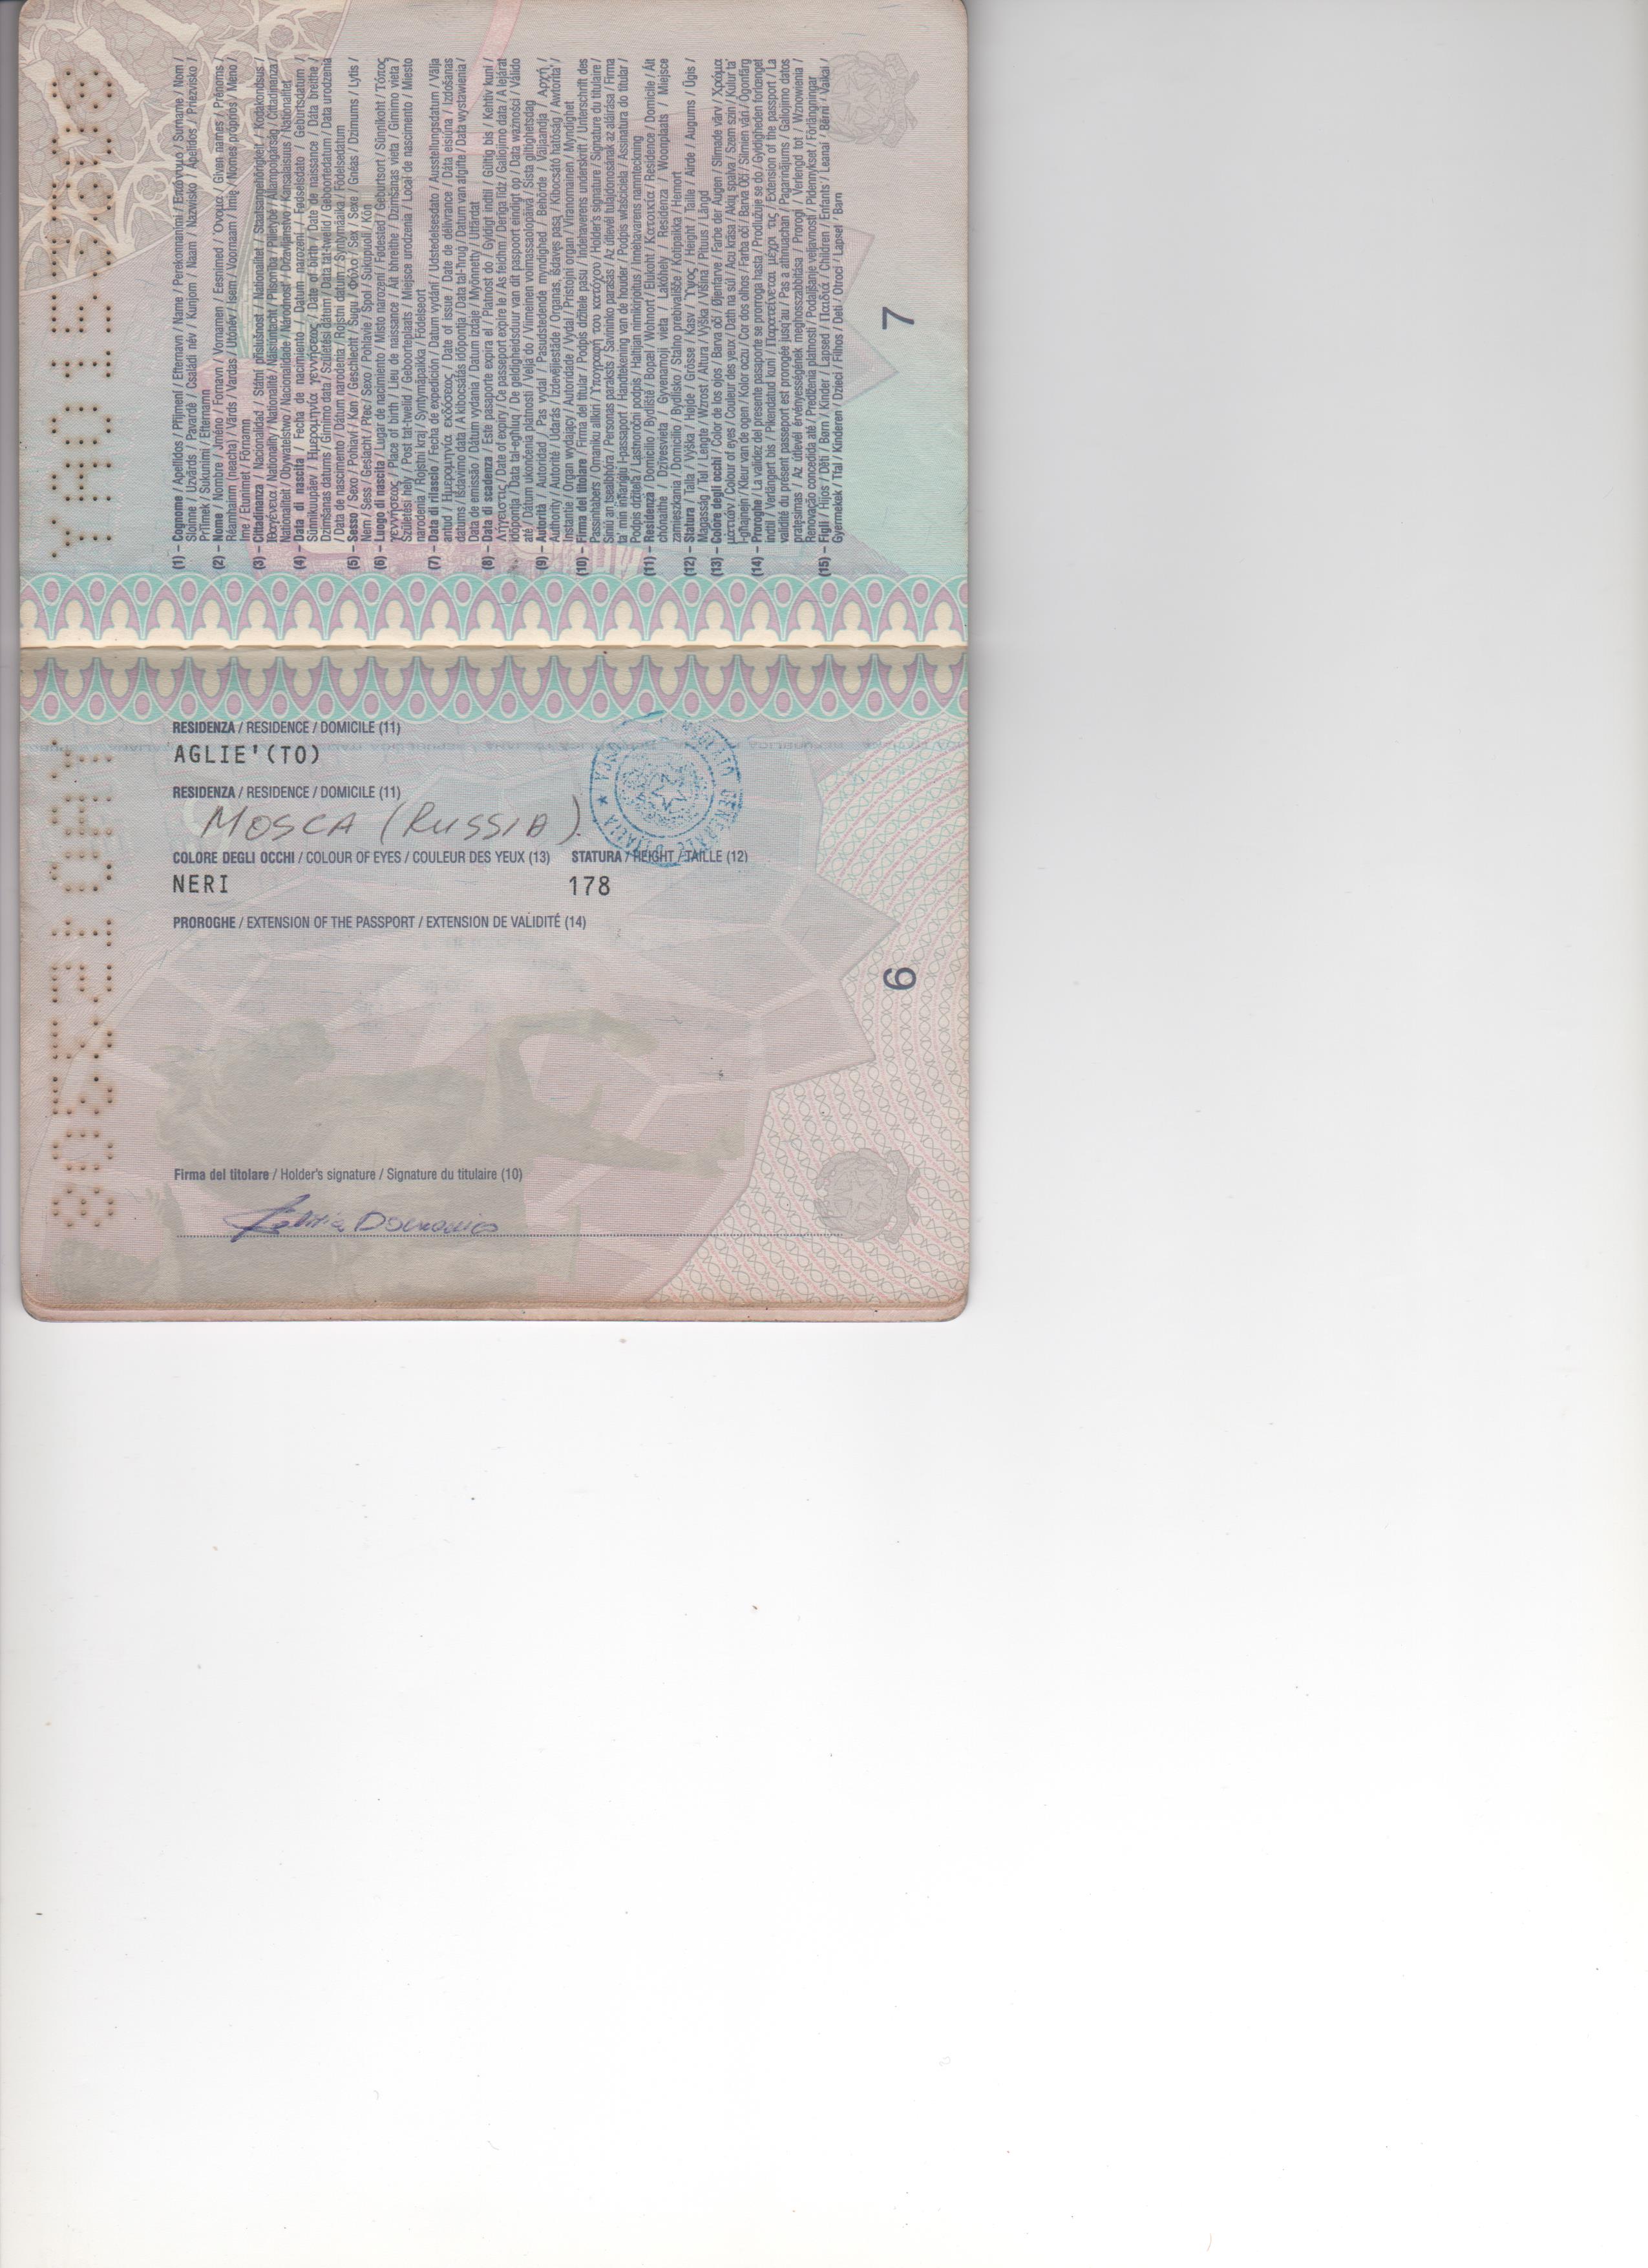 RESIDENZA / RESIDENCE / DOMICILE (11)
AGLIE'(TO)
RESIDENZA / RESIDENCE / DOMICILE (11)
MOSCA (RUSSIA)
CONSOLATO GENERALE D'ITALIA ★ MOSCA
COLORE DEGLI OCCHI / COLOUR OF EYES / COULEUR DES YEUX (13) STATURA / HEIGHT / TAILLE (12)
NERI 178
PROROGHE / EXTENSION OF THE PASSPORT / EXTENSION DE VALIDITÉ (14)
6
Firma del titolare / Holder's signature / Signature du titulaire (10)
(1) – Cognome / Apellidos / Příjmení / Efternavn / Name / Perekonnanimi / Επώνυμο / Surname / Nom /
Sloinne / Uzvārds / Pavardė / Családi név / Kunjom / Naam / Nazwisko / Apelidos / Priezvisko /
Priimek / Sukunimi / Efternamn
(2) – Nome / Nombre / Jméno / Fornavn / Vornamen / Eesnimed / Όνομα / Given names / Prénoms /
Réamhainm (neacha) / Vārds / Vardas / Utónév / Isem / Voornaam / Imię / Nomes próprios / Meno /
Ime / Etunimet / Förnamn
(3) – Cittadinanza / Nacionalidad / Státní příslušnost / Nationalitet / Staatsangehörigkeit / Kodakondsus /
Ιθαγένεια / Nationality / Nationalité / Náisiúntacht / Pilsonība / Pilietybė / Állampolgárság / Cittadinanza /
Nationaliteit / Obywatelstwo / Nacionalidade / Národnosť / Državljanstvo / Kansalaisuus / Nationalitet
(4) – Data di nascita / Fecha de nacimiento / Datum narození / Fødselsdato / Geburtsdatum /
Sünnikuupäev / Ημερομηνία γεννήσεως / Date of birth / Date de naissance / Dáta breithe /
Dzimšanas datums / Gimimo data / Születési dátum / Data tat-twelid / Geboortedatum / Data urodzenia
/ Data de nascimento / Dátum narodenia / Rojstni datum / Syntymäaika / Födelsedatum
(5) – Sesso / Sexo / Pohlaví / Køn / Geschlecht / Sugu / Φύλο / Sex / Sexe / Gnéas / Dzimums / Lytis /
Nem / Sess / Geslacht / Płeć / Sexo / Pohlavie / Spol / Sukupuoli / Kön
(6) – Luogo di nascita / Lugar de nacimiento / Místo narození / Fødested / Geburtsort / Sünnikoht / Τόπος
γεννήσεος / Place of birth / Lieu de naissance / Áit bhreithe / Dzimšanas vieta / Gimimo vieta /
Születési hely / Post tat-twelid / Geboorteplaats / Miejsce urodzenia / Local de nascimento / Miesto
narodenia / Rojstni kraj / Syntymäpaikka / Födelseort
(7) – Data di rilascio / Fecha de expedición / Datum vydání / Udstedelsesdato / Ausstellungsdatum / Välja
antud / Ημερομηνία εκδόσεως / Date of issue / Date de délivrance / Dáta eisiúna / Izdošanas
datums / Išdavimo data / A kibocsátás időpontja / Data tal-ħrug / Datum van afgifte / Data wystawienia /
Data de emissão / Dátum vydania / Datum izdaje / Myönnetty / Utfärdat
(8) – Data di scadenza / Este pasaporte expira el / Platnost do / Gyldigt indtil / Gültig bis / Kehtiv kuni /
Λήγει στις / Date of expiry / Ce passeport expire le / As feidhm / Derīga līdz / Galiojimo data / A lejárat
időpontja / Data tal-egħluq / De geldigheidsduur van dit paspoort eindigt op / Data ważności / Válido
até / Dátum ukončenia platnosti / Velja do / Viimeinen voimassaolopäivä / Sista giltighetsdag
(9) – Autorità / Autoridad / Pas vydal / Pasudstedende myndighed / Behörde / Väljaandja / Αρχή /
Authority / Autorité / Údarás / Izdevējiestāde / Organas, išdavęs pasą / Kibocsátó hatóság / Awtorita' /
Instantie / Organ wydający / Autoridade / Vydal / Pristojni organ / Viranomainen / Myndighet
(10) – Firma del titolare / Firma del titular / Podpis držitele pasu / Indehaverens underskrift / Unterschrift des
Passinhabers / Omaniku allkiri / Υπογραφή του κατόχου / Holder's signature / Signature du titulaire /
Síniú an tsealbhóra / Personas paraksts / Savininko parašas / Az útlevél tulajdonosának az aláírása / Firma
ta' min inħariġlu l-passaport / Handtekening van de houder / Podpis właściciela / Assinatura do titular /
Podpis držiteľa / Lastnoročni podpis / Haltijan nimikirjoitus / Innehavarens namnteckning
(11) – Residenza / Domicilio / Bydliště / Bopæl / Wohnort / Elukoht / Κατοικία / Residence / Domicile / Áit
chónaithe / Dzīvesvieta / Gyvenamoji vieta / Lakóhely / Residenza / Woonplaats / Miejsce
zamieszkania / Domicílio / Bydlisko / Stalno prebivališče / Kotipaikka / Hemort
(12) – Statura / Talla / Výška / Højde / Grösse / Kasv / Ύψος / Height / Taille / Airde / Augums / Ūgis /
Magasság / Tul / Lengte / Wzrost / Altura / Výška / Višina / Pituus / Längd
(13) – Colore degli occhi / Color de los ojos / Barva očí / Øjenfarve / Farbe der Augen / Silmade värv / Χρώμα
ματιών / Colour of eyes / Couleur des yeux / Dath na súl / Acu krāsa / Akių spalva / Szem szín / Kulur ta'
l-għajnejn / Kleur van de ogen / Kolor oczu / Cor dos olhos / Farba očí / Barva Oči / Silmien väri / Ögonfärg
(14) – Proroghe / La validez del presente pasaporte se prorroga hasta / Prodlužuje se do / Gyldigheden forlænget
indtil / Verlängert bis / Pikendatud kuni / Παρατείνεται μέχρι τις / Extension of the passport / La
validité du présent passeport est prorogée jusq'au / Pas a athnuachan / Pagarinājums / Galiojimo datos
pratęsimas / Az útlevél érvényességének meghosszabbítása / Prorogi / Verlengd tot / Wznowienia /
Renovação concedida até / Predĺženia platnosti / Podaljšanje veljavnosti / Pidennykset / Förlängningar
(15) – Figli / Hijos / Děti / Børn / Kinder / Lapsed / Παιδιά / Children / Enfants / Leanaí / Bērni / Vaikai /
Gyermekek / Tfal / Kinderen / Dzieci / Filhos / Deti / Otroci / Lapset / Barn
7